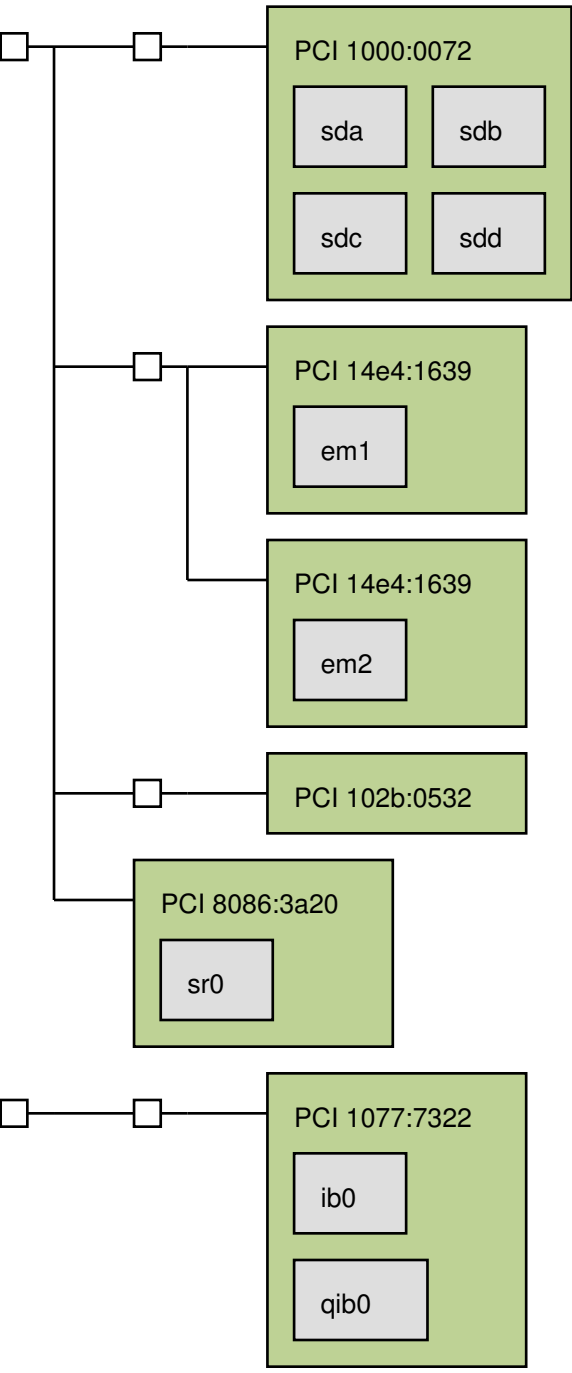 PCI 1000:0072
sda sdb
sdc sdd
PCI 14e4:1639
em1
PCI 14e4:1639
em2
PCI 102b:0532
PCI 8086:3a20
sr0
PCI 1077:7322
ib0
qib0